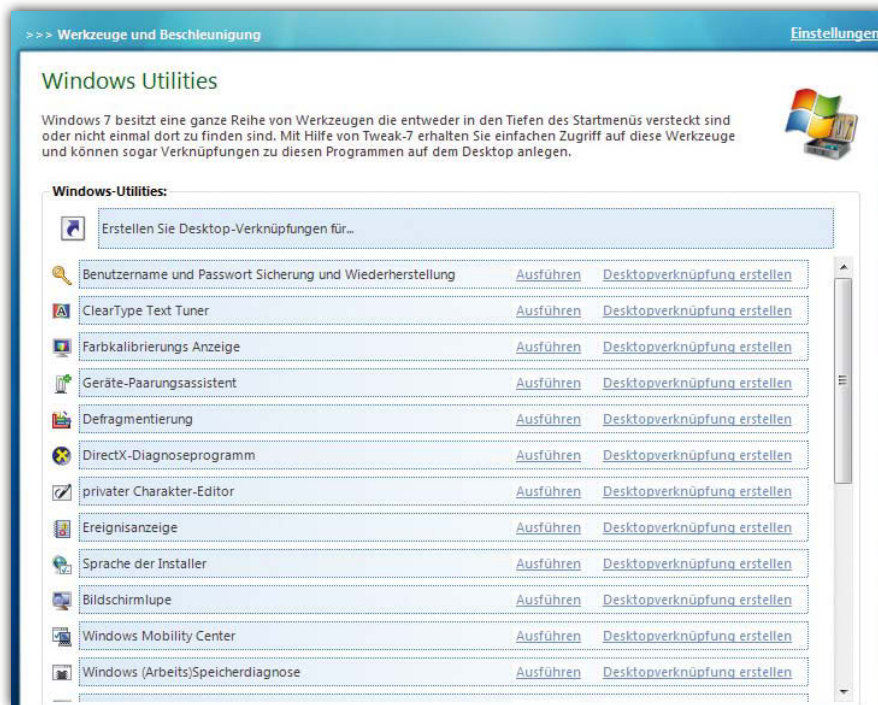 >>> Werkzeuge und Beschleunigung Einstellungen
Windows Utilities
Windows 7 besitzt eine ganze Reihe von Werkzeugen die entweder in den Tiefen des Startmenüs versteckt sind
oder nicht einmal dort zu finden sind. Mit Hilfe von Tweak-7 erhalten Sie einfachen Zugriff auf diese Werkzeuge
und können sogar Verknüpfungen zu diesen Programmen auf dem Desktop anlegen.
Windows-Utilities:
Erstellen Sie Desktop-Verknüpfungen für...
Benutzername und Passwort Sicherung und Wiederherstellung Ausführen Desktopverknüpfung erstellen
ClearType Text Tuner Ausführen Desktopverknüpfung erstellen
Farbkalibrierungs Anzeige Ausführen Desktopverknüpfung erstellen
Geräte-Paarungsassistent Ausführen Desktopverknüpfung erstellen
Defragmentierung Ausführen Desktopverknüpfung erstellen
DirectX-Diagnoseprogramm Ausführen Desktopverknüpfung erstellen
privater Charakter-Editor Ausführen Desktopverknüpfung erstellen
Ereignisanzeige Ausführen Desktopverknüpfung erstellen
Sprache der Installer Ausführen Desktopverknüpfung erstellen
Bildschirmlupe Ausführen Desktopverknüpfung erstellen
Windows Mobility Center Ausführen Desktopverknüpfung erstellen
Windows (Arbeits)Speicherdiagnose Ausführen Desktopverknüpfung erstellen